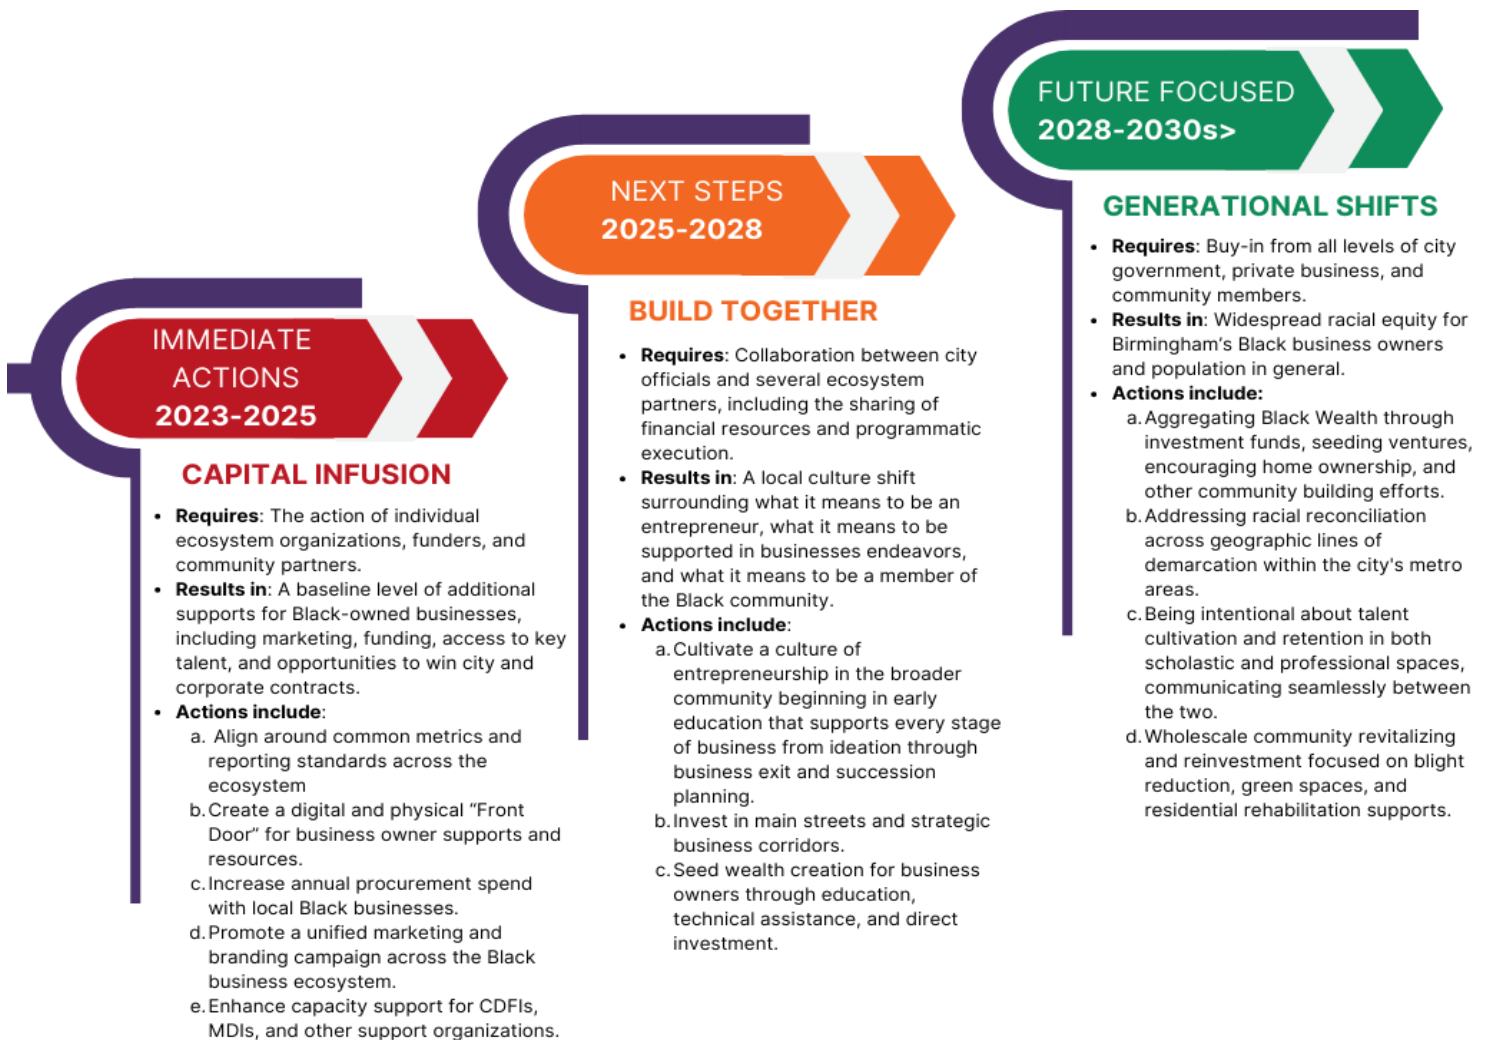 IMMEDIATE
ACTIONS
2023-2025
CAPITAL INFUSION
• Requires: The action of individual
ecosystem organizations, funders, and
community partners.
• Results in: A baseline level of additional
supports for Black-owned businesses,
including marketing, funding, access to key
talent, and opportunities to win city and
corporate contracts.
• Actions include:
a. Align around common metrics and
reporting standards across the
ecosystem
b. Create a digital and physical “Front
Door” for business owner supports and
resources.
c. Increase annual procurement spend
with local Black businesses.
d. Promote a unified marketing and
branding campaign across the Black
business ecosystem.
e. Enhance capacity support for CDFIs,
MDIs, and other support organizations.
NEXT STEPS
2025-2028
BUILD TOGETHER
• Requires: Collaboration between city
officials and several ecosystem
partners, including the sharing of
financial resources and programmatic
execution.
• Results in: A local culture shift
surrounding what it means to be an
entrepreneur, what it means to be
supported in businesses endeavors,
and what it means to be a member of
the Black community.
• Actions include:
a. Cultivate a culture of
entrepreneurship in the broader
community beginning in early
education that supports every stage
of business from ideation through
business exit and succession
planning.
b. Invest in main streets and strategic
business corridors.
c. Seed wealth creation for business
owners through education,
technical assistance, and direct
investment.
FUTURE FOCUSED
2028-2030s>
GENERATIONAL SHIFTS
• Requires: Buy-in from all levels of city
government, private business, and
community members.
• Results in: Widespread racial equity for
Birmingham’s Black business owners
and population in general.
• Actions include:
a. Aggregating Black Wealth through
investment funds, seeding ventures,
encouraging home ownership, and
other community building efforts.
b. Addressing racial reconciliation
across geographic lines of
demarcation within the city's metro
areas.
c. Being intentional about talent
cultivation and retention in both
scholastic and professional spaces,
communicating seamlessly between
the two.
d. Wholescale community revitalizing
and reinvestment focused on blight
reduction, green spaces, and
residential rehabilitation supports.